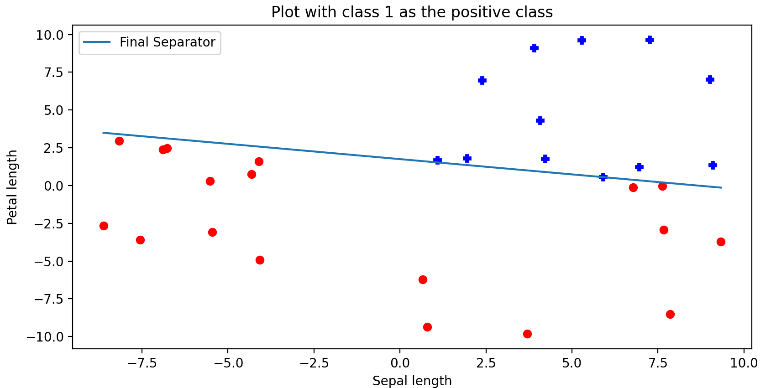 Plot with class 1 as the positive class
Final Separator
10.0
7.5
5.0
2.5
0.0
−2.5
−5.0
−7.5
−10.0
Petal length
−7.5 −5.0 −2.5 0.0 2.5 5.0 7.5 10.0
Sepal length